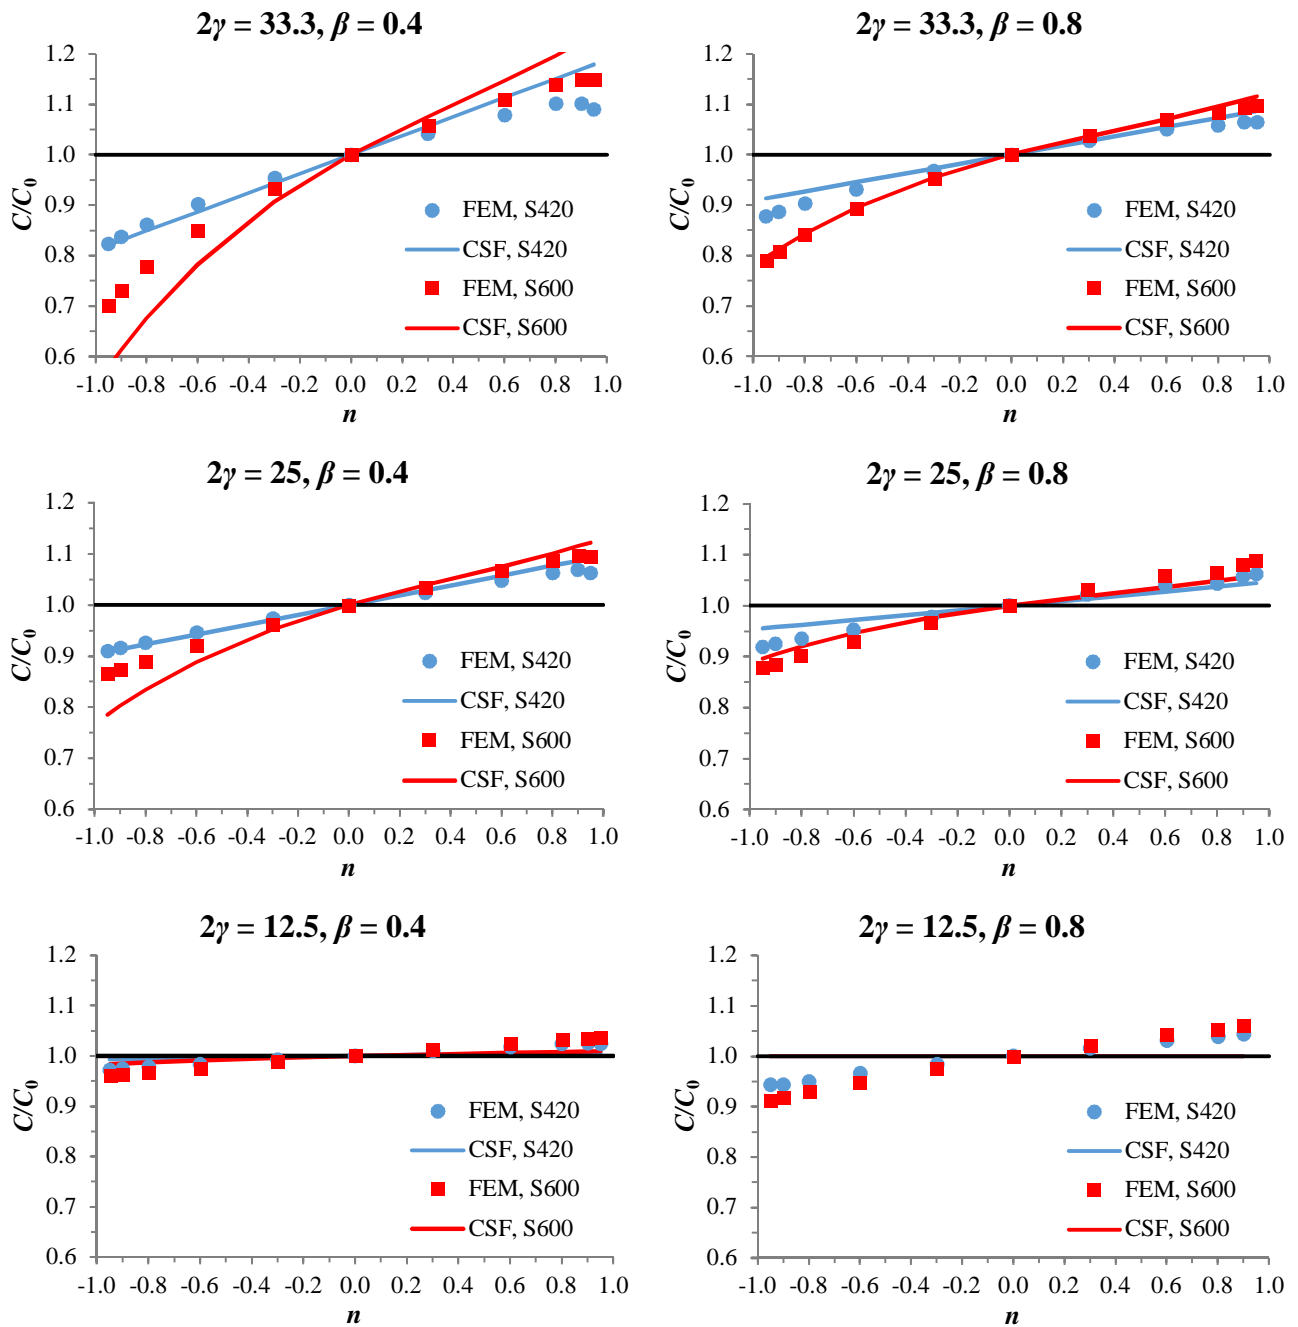 2γ = 33.3, β = 0.4
1.2
1.1
1.0
0.9
0.8
0.7
0.6
C/C0
-1.0 -0.8 -0.6 -0.4 -0.2 0.0 0.2 0.4 0.6 0.8 1.0
n
FEM, S420
CSF, S420
FEM, S600
CSF, S600
2γ = 33.3, β = 0.8
1.2
1.1
1.0
0.9
0.8
0.7
0.6
C/C0
-1.0 -0.8 -0.6 -0.4 -0.2 0.0 0.2 0.4 0.6 0.8 1.0
n
FEM, S420
CSF, S420
FEM, S600
CSF, S600
2γ = 25, β = 0.4
1.2
1.1
1.0
0.9
0.8
0.7
0.6
C/C0
-1.0 -0.8 -0.6 -0.4 -0.2 0.0 0.2 0.4 0.6 0.8 1.0
n
FEM, S420
CSF, S420
FEM, S600
CSF, S600
2γ = 25, β = 0.8
1.2
1.1
1.0
0.9
0.8
0.7
0.6
C/C0
-1.0 -0.8 -0.6 -0.4 -0.2 0.0 0.2 0.4 0.6 0.8 1.0
n
FEM, S420
CSF, S420
FEM, S600
CSF, S600
2γ = 12.5, β = 0.4
1.2
1.1
1.0
0.9
0.8
0.7
0.6
C/C0
-1.0 -0.8 -0.6 -0.4 -0.2 0.0 0.2 0.4 0.6 0.8 1.0
n
FEM, S420
CSF, S420
FEM, S600
CSF, S600
2γ = 12.5, β = 0.8
1.2
1.1
1.0
0.9
0.8
0.7
0.6
C/C0
-1.0 -0.8 -0.6 -0.4 -0.2 0.0 0.2 0.4 0.6 0.8 1.0
n
FEM, S420
CSF, S420
FEM, S600
CSF, S600